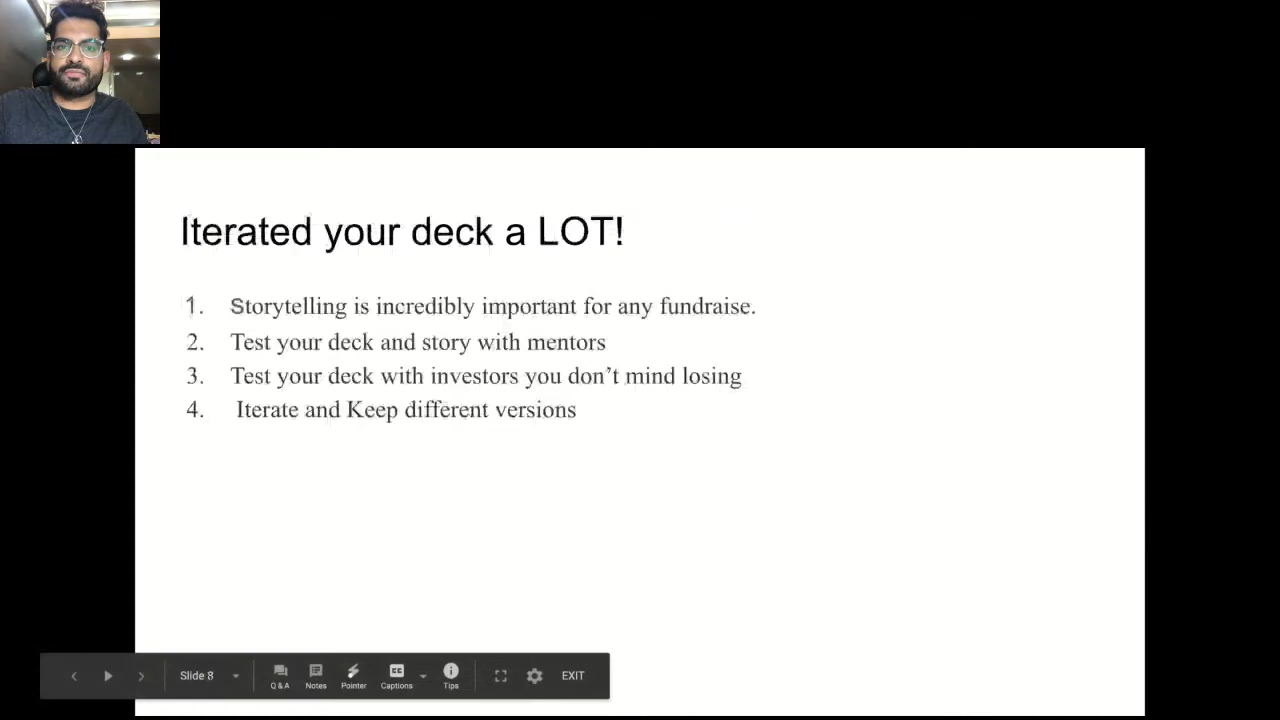 Iterated your deck a LOT!
1. Storytelling is incredibly important for any fundraise.
2. Test your deck and story with mentors
3. Test your deck with investors you don’t mind losing
4. Iterate and Keep different versions
Slide 8 Q & A Notes Pointer CC Captions Tips EXIT